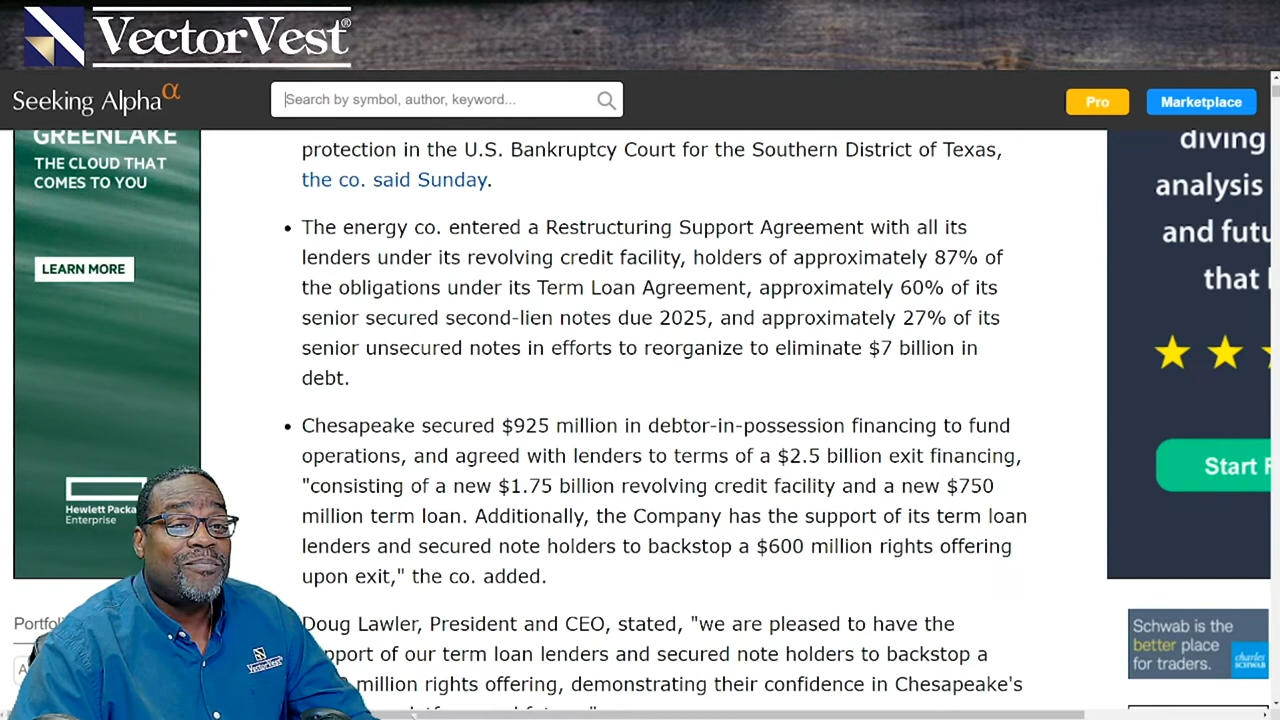 VectorVest®
Seeking Alphaα
Search by symbol, author, keyword...
Pro
Marketplace
GREENLAKE
THE CLOUD THAT
COMES TO YOU
LEARN MORE
Hewlett Packa
Enterprise
protection in the U.S. Bankruptcy Court for the Southern District of Texas,
the co. said Sunday.
• The energy co. entered a Restructuring Support Agreement with all its
lenders under its revolving credit facility, holders of approximately 87% of
the obligations under its Term Loan Agreement, approximately 60% of its
senior secured second-lien notes due 2025, and approximately 27% of its
senior unsecured notes in efforts to reorganize to eliminate $7 billion in
debt.
• Chesapeake secured $925 million in debtor-in-possession financing to fund
operations, and agreed with lenders to terms of a $2.5 billion exit financing,
"consisting of a new $1.75 billion revolving credit facility and a new $750
million term loan. Additionally, the Company has the support of its term loan
lenders and secured note holders to backstop a $600 million rights offering
upon exit," the co. added.
Doug Lawler, President and CEO, stated, "we are pleased to have the
pport of our term loan lenders and secured note holders to backstop a
million rights offering, demonstrating their confidence in Chesapeake's
diving
analysis
and futu
that
Start
Schwab is the
better place
for traders.
charles
SCHWAB
Portfol
VectorVest